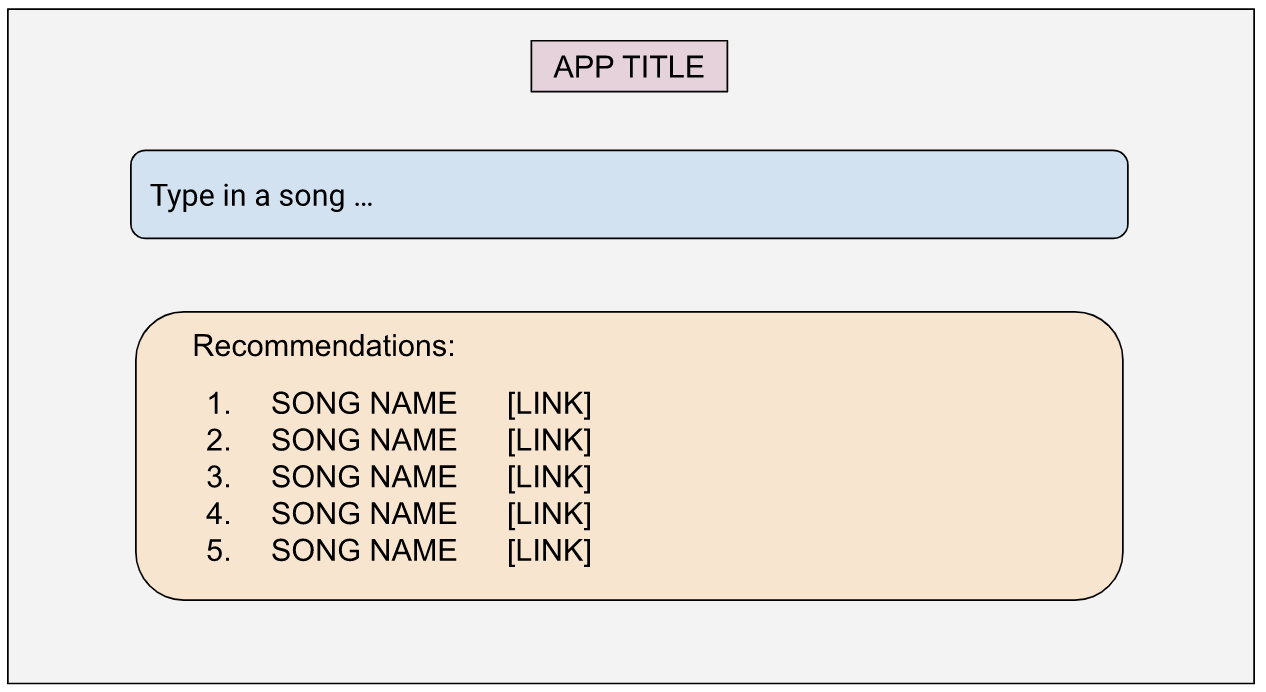 APP TITLE
Type in a song …
Recommendations:
1. SONG NAME [LINK]
2. SONG NAME [LINK]
3. SONG NAME [LINK]
4. SONG NAME [LINK]
5. SONG NAME [LINK]